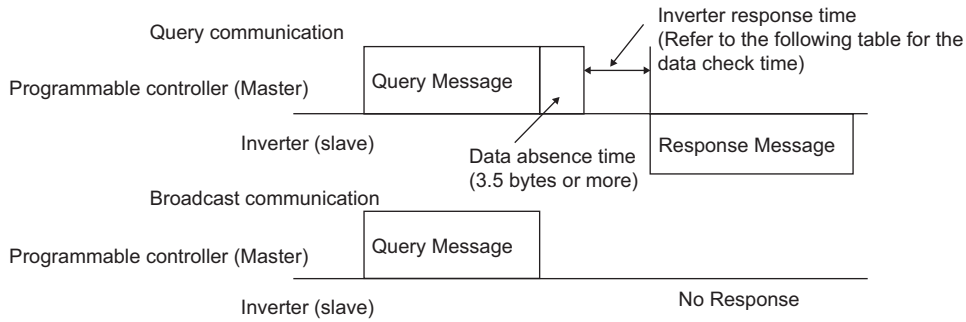 Query communication
Inverter response time
(Refer to the following table for the
data check time)
Programmable controller (Master)
Query Message
Inverter (slave)
Data absence time
(3.5 bytes or more)
Response Message
Broadcast communication
Programmable controller (Master)
Query Message
Inverter (slave)
No Response